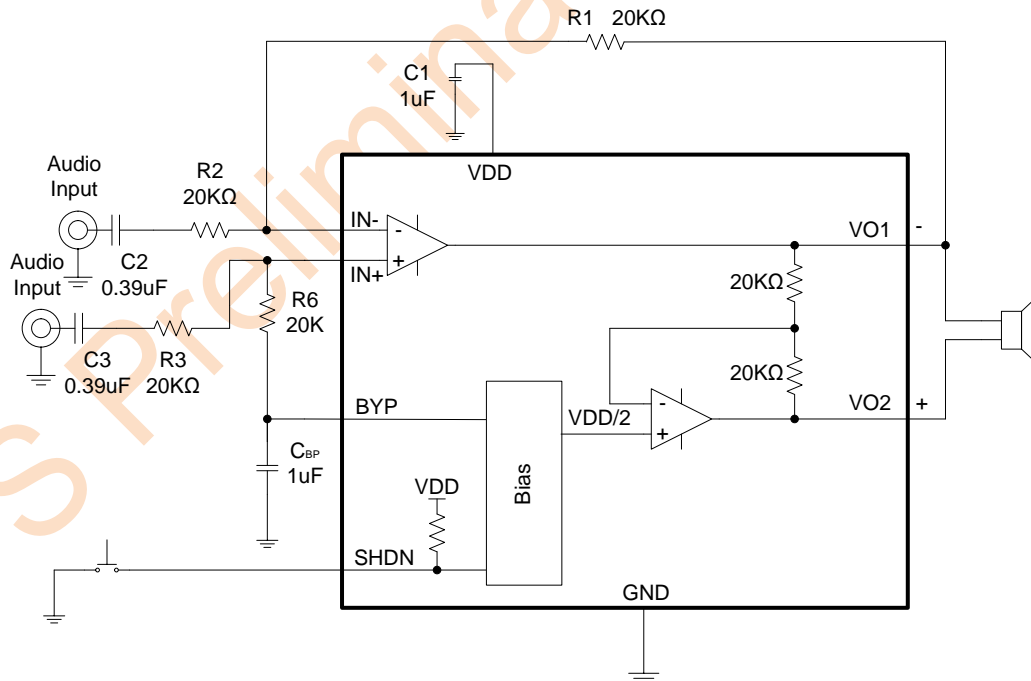 R1 20KΩ
C1
1uF
VDD
Audio
Input
R2
20KΩ
IN-
-
VO1
-
Audio
Input
C2
0.39uF
+
IN+
20KΩ
R6
20K
C3
0.39uF
R3
20KΩ
20KΩ
BYP
VDD/2
-
+
VO2
+
CBP
1uF
Bias
VDD
SHDN
GND
S Prelimina